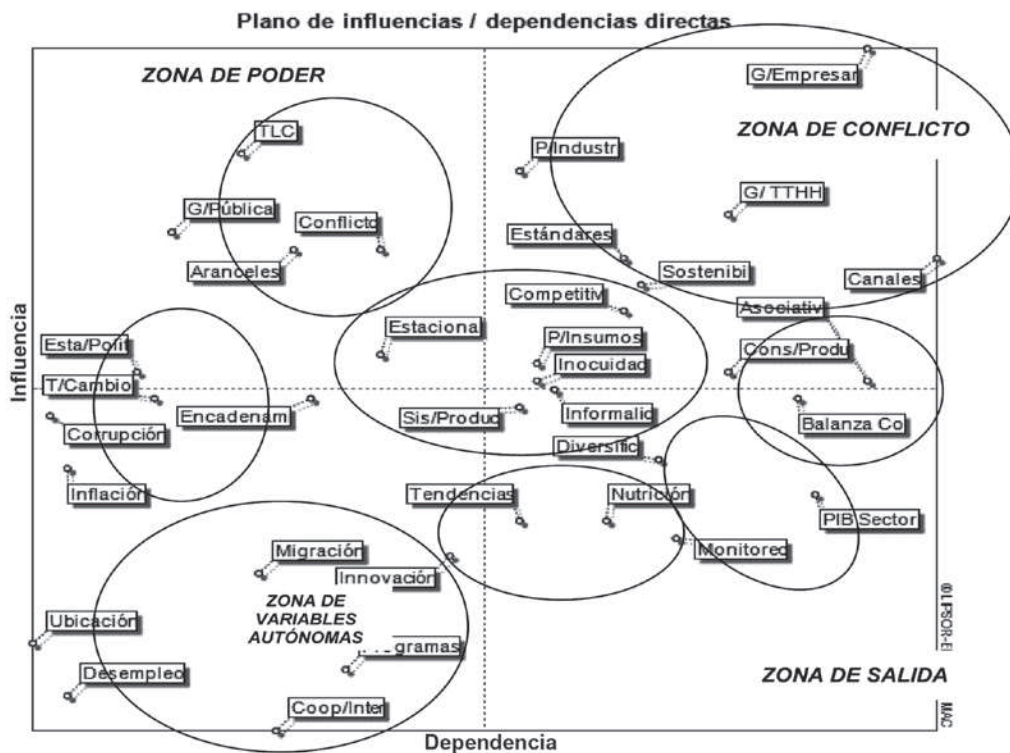 Plano de influencias / dependencias directas
ZONA DE PODER
G/Empresar
TLC
ZONA DE CONFLICTO
P/Industr
G/ TTHH
G/Pública
Conflicto
Estándares
Aranceles
Sostenibi
Canales
Competitiv
Asociativ
Estaciona
P/Insumos
Esta/Polít
Cons/Produ
Inocuidad
T/Cambio
Influencia
Encadenam
Sis/Produc
Informalic
Balanza Co
Corrupción
Diversific
Inflación
Tendencias
Nutrición
PIB Sector
Monitoreo
Migración
Innovación
ZONA DE
VARIABLES
AUTÓNOMAS
Ubicación
gramas
Desempleo
ZONA DE SALIDA
Coop/Inter
MAC
Dependencia